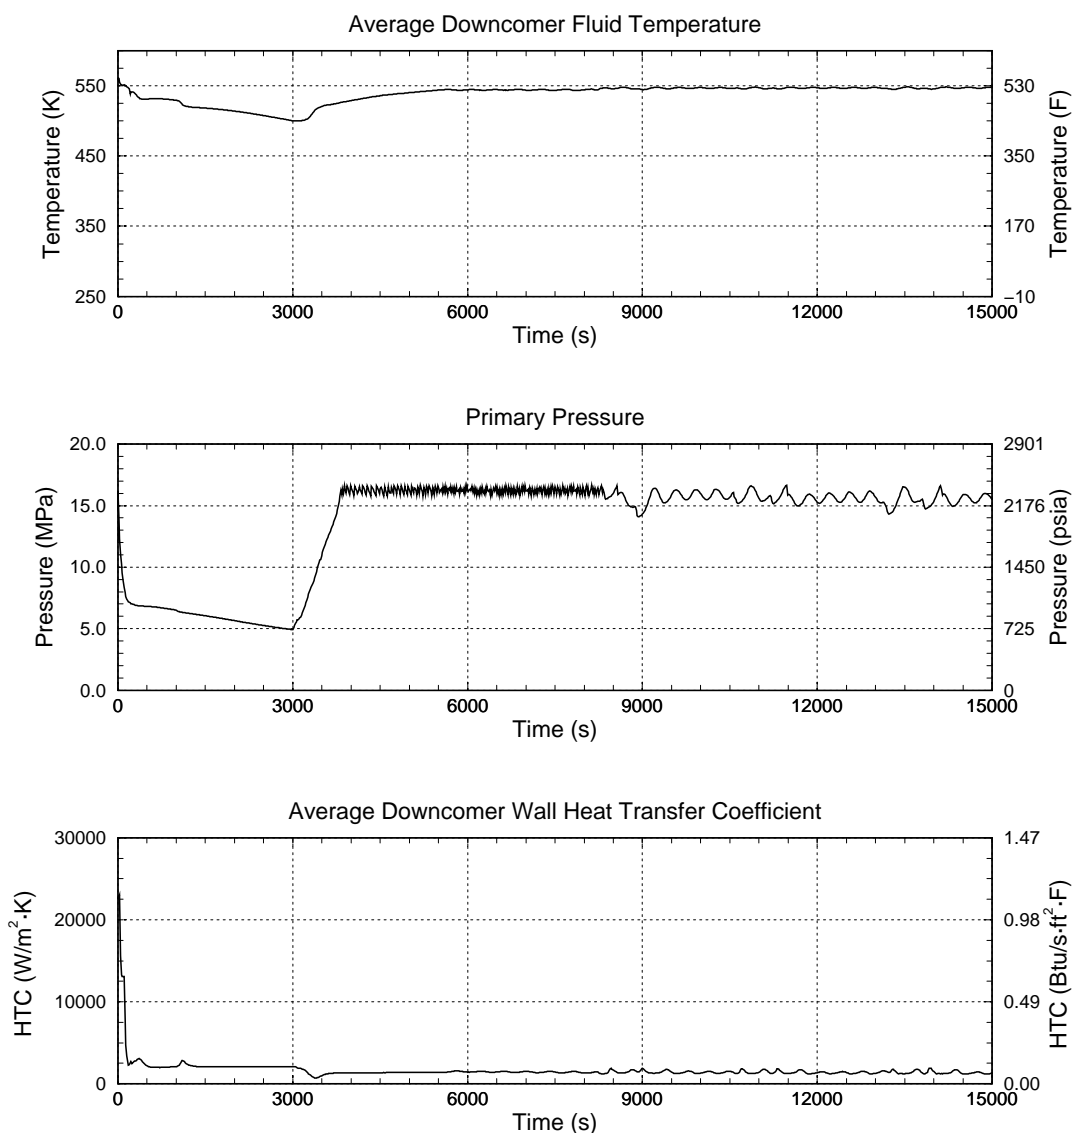 Average Downcomer Fluid Temperature
Temperature (K)
550
450
350
250
530
350
170
−10
Temperature (F)
0 3000 6000 9000 12000 15000
Time (s)
Primary Pressure
Pressure (MPa)
20.0
15.0
10.0
5.0
0.0
2901
2176
1450
725
0
Pressure (psia)
0 3000 6000 9000 12000 15000
Time (s)
Average Downcomer Wall Heat Transfer Coefficient
HTC (W/m²·K)
30000
20000
10000
0
1.47
0.98
0.49
0.00
HTC (Btu/s·ft²·F)
0 3000 6000 9000 12000 15000
Time (s)